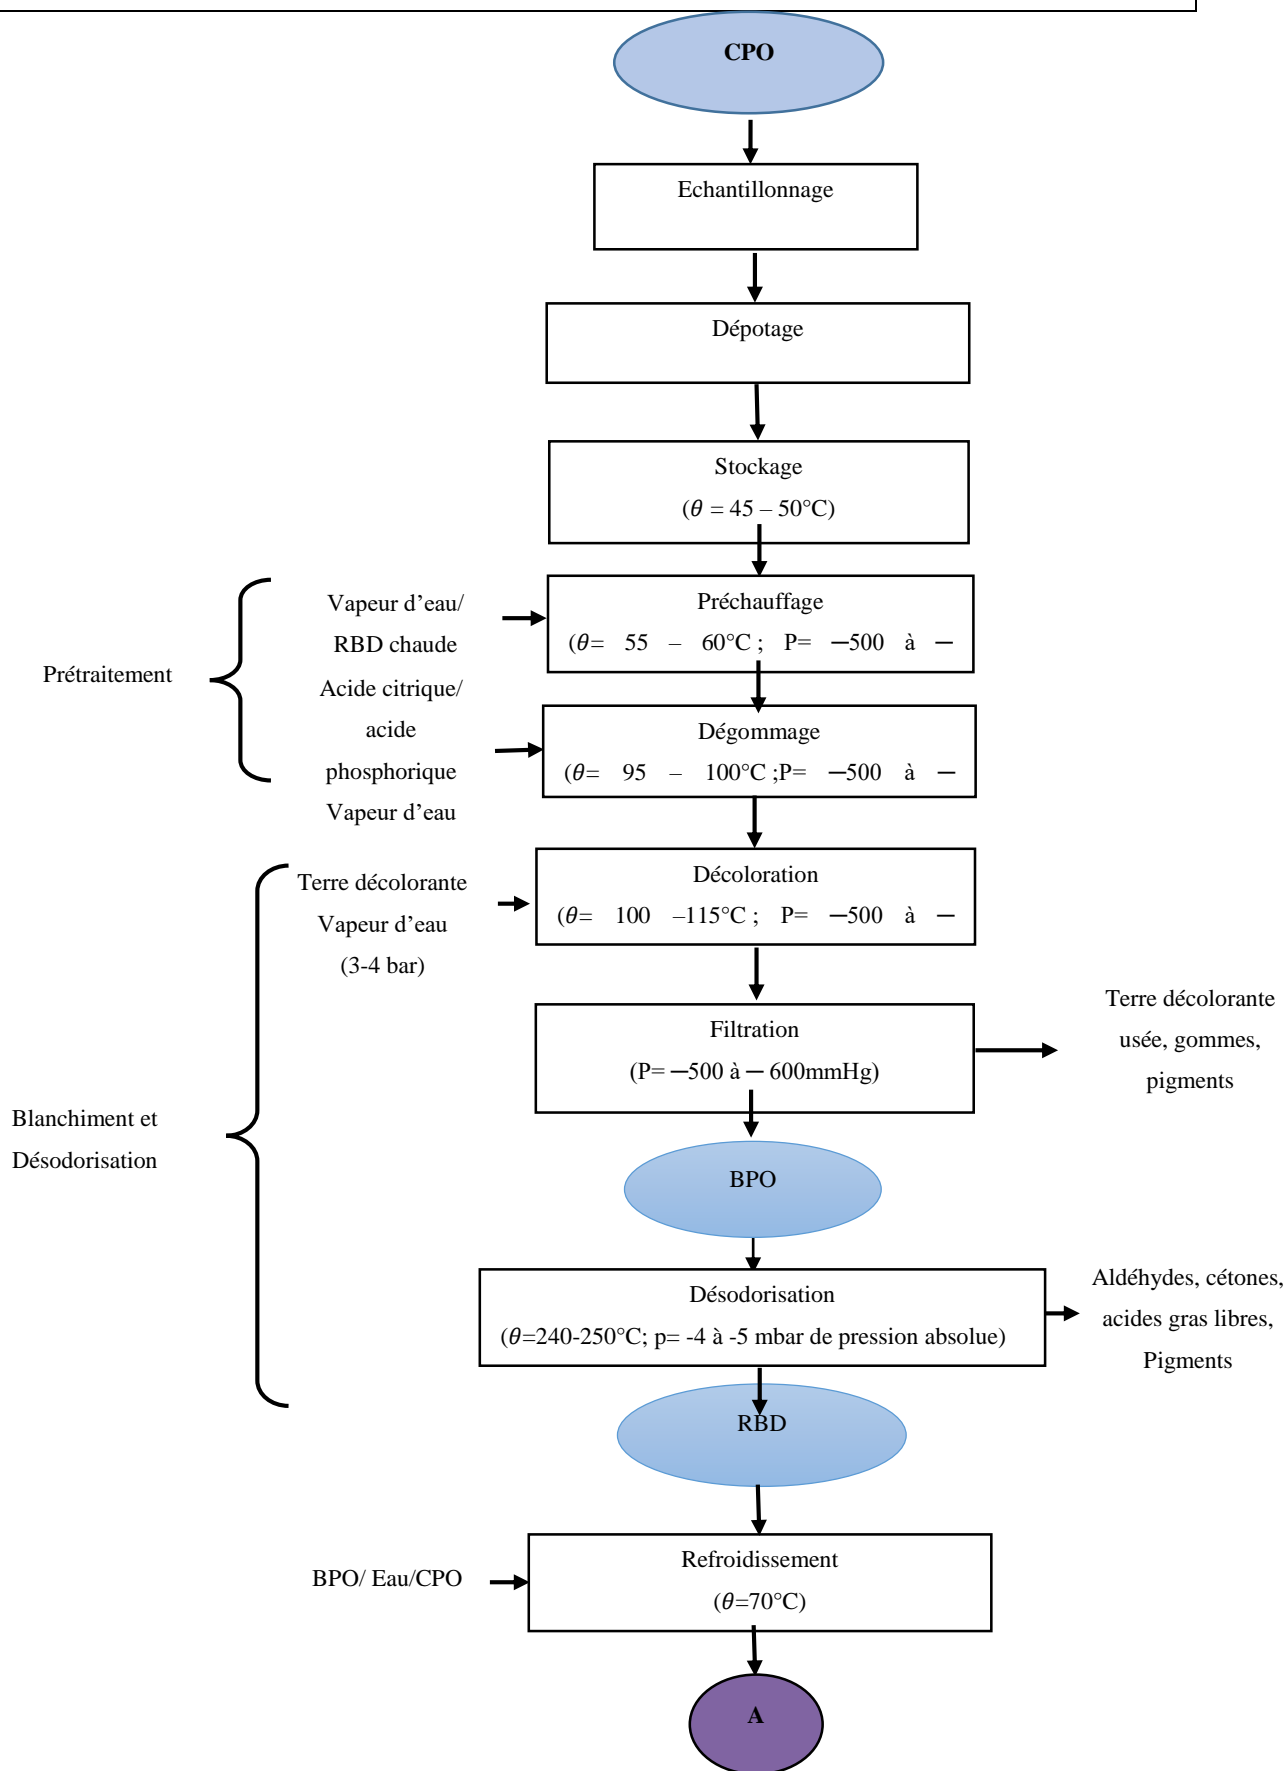 CPO
Echantillonnage
Dépotage
Stockage
(θ = 45 – 50°C)
Prétraitement
Vapeur d’eau/
RBD chaude
Préchauffage
(θ= 55 – 60°C ; P= −500 à −
Acide citrique/
acide
phosphorique
Vapeur d’eau
Dégommage
(θ= 95 – 100°C ;P= −500 à −
Blanchiment et
Désodorisation
Terre décolorante
Vapeur d’eau
(3-4 bar)
Décoloration
(θ= 100 –115°C ; P= −500 à −
Filtration
(P= −500 à − 600mmHg)
Terre décolorante
usée, gommes,
pigments
BPO
Désodorisation
(θ=240-250°C; p= -4 à -5 mbar de pression absolue)
Aldéhydes, cétones,
acides gras libres,
Pigments
RBD
BPO/ Eau/CPO
Refroidissement
(θ=70°C)
A